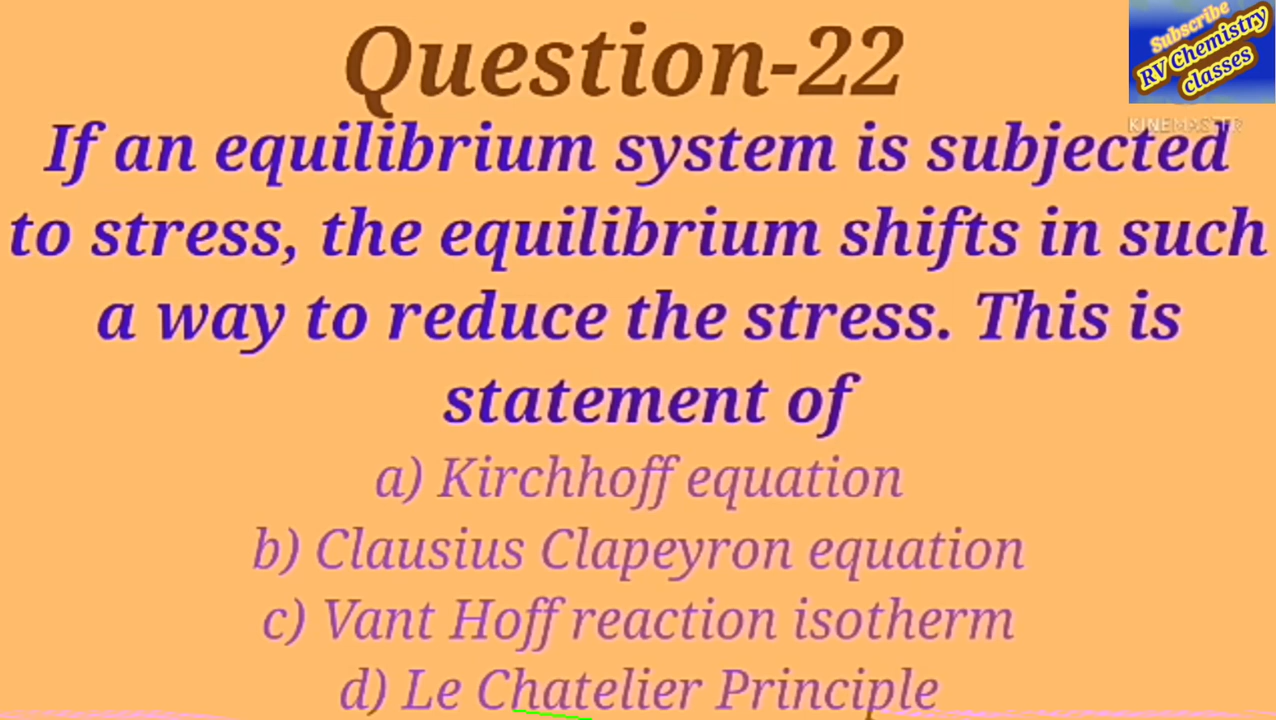 Question-22
Subscribe
RV Chemistry
classes
KINEMASTER
If an equilibrium system is subjected
to stress, the equilibrium shifts in such
a way to reduce the stress. This is
statement of
a) Kirchhoff equation
b) Clausius Clapeyron equation
c) Vant Hoff reaction isotherm
d) Le Chatelier Principle